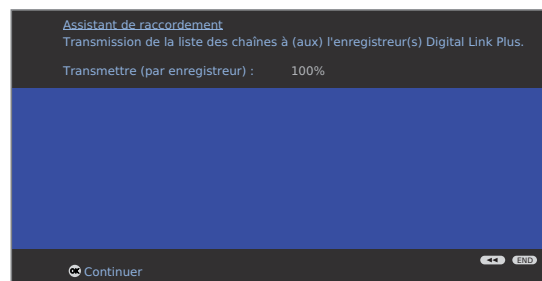 Assistant de raccordement
Transmission de la liste des chaînes à (aux) l'enregistreur(s) Digital Link Plus.
Transmettre (par enregistreur) : 100%
END
OK Continuer